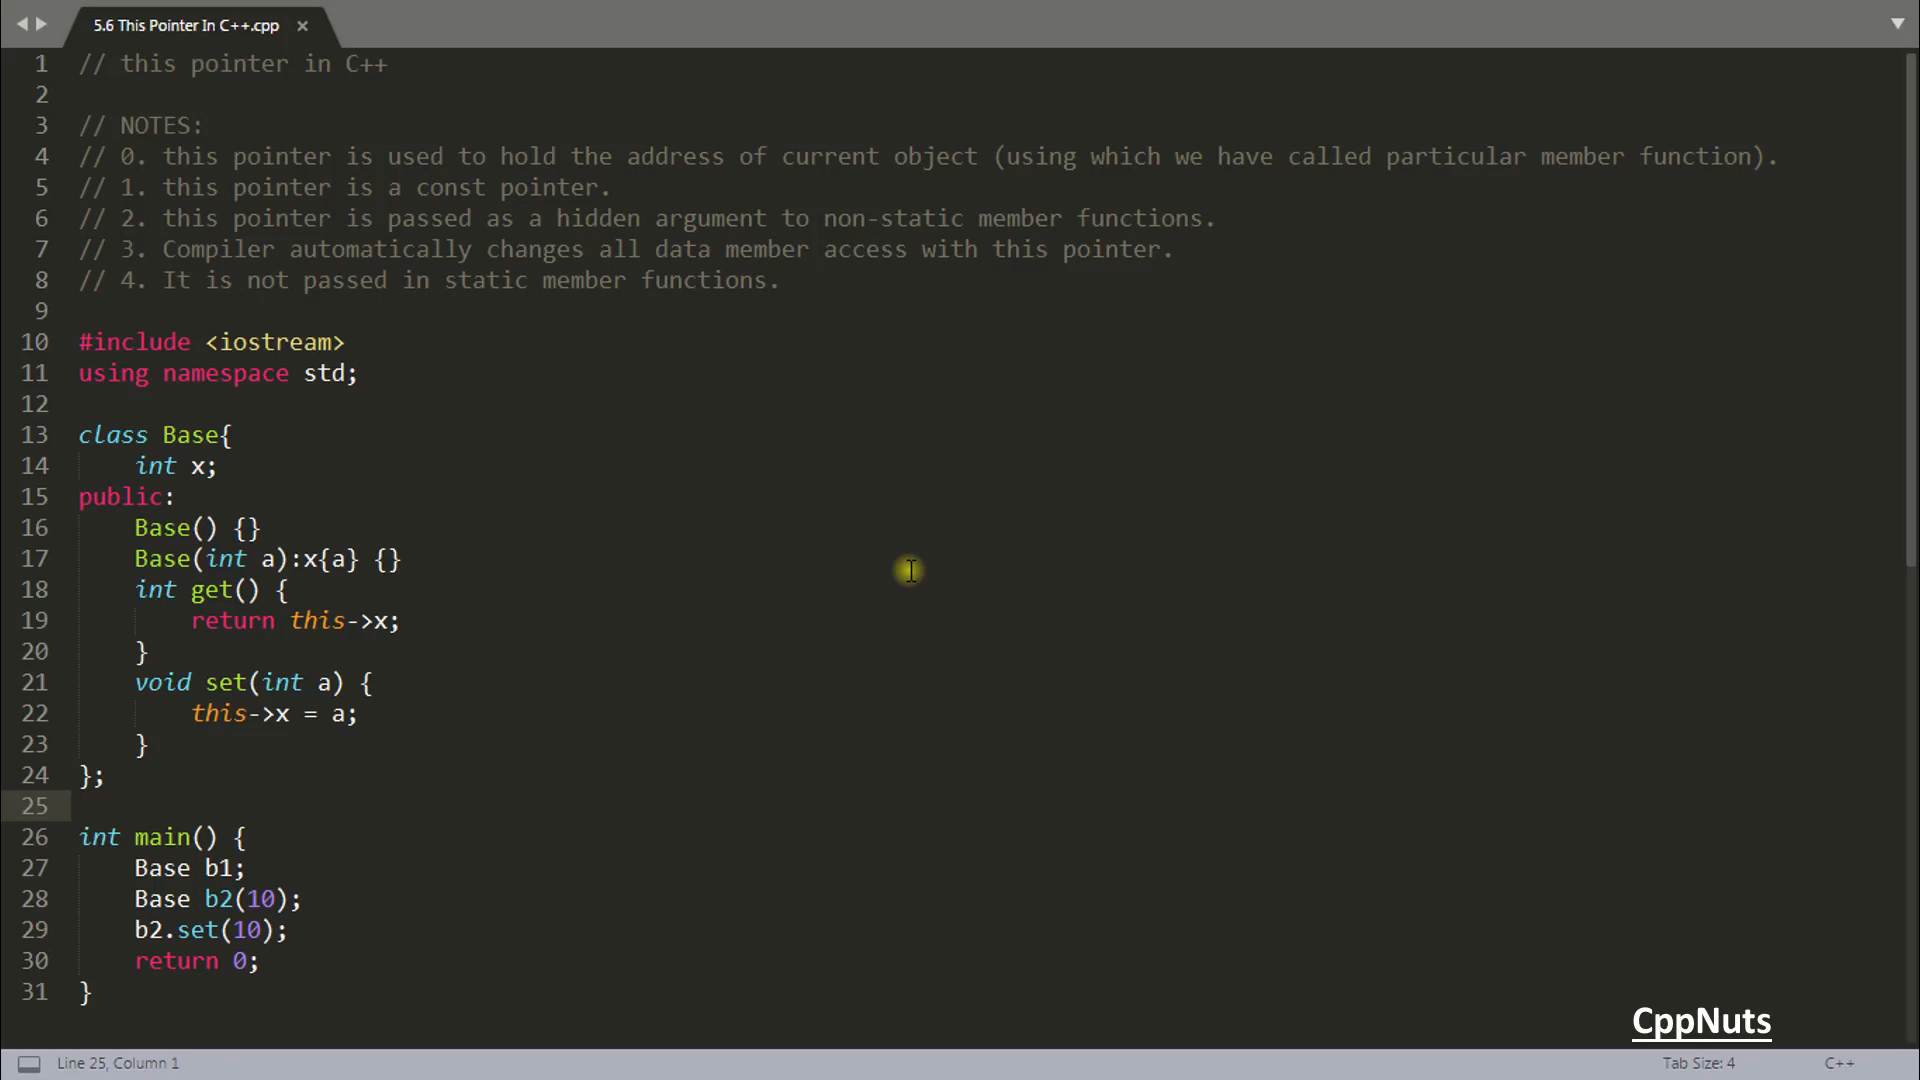 5.6 This Pointer In C++.cpp ×
1 // this pointer in C++
2
3 // NOTES:
4 // 0. this pointer is used to hold the address of current object (using which we have called particular member function).
5 // 1. this pointer is a const pointer.
6 // 2. this pointer is passed as a hidden argument to non-static member functions.
7 // 3. Compiler automatically changes all data member access with this pointer.
8 // 4. It is not passed in static member functions.
9
10 #include <iostream>
11 using namespace std;
12
13 class Base{
14     int x;
15 public:
16     Base() {}
17     Base(int a):x{a} {}
18     int get() {
19         return this->x;
20     }
21     void set(int a) {
22         this->x = a;
23     }
24 };
25
26 int main() {
27     Base b1;
28     Base b2(10);
29     b2.set(10);
30     return 0;
31 }
CppNuts
Line 25, Column 1
Tab Size: 4 C++